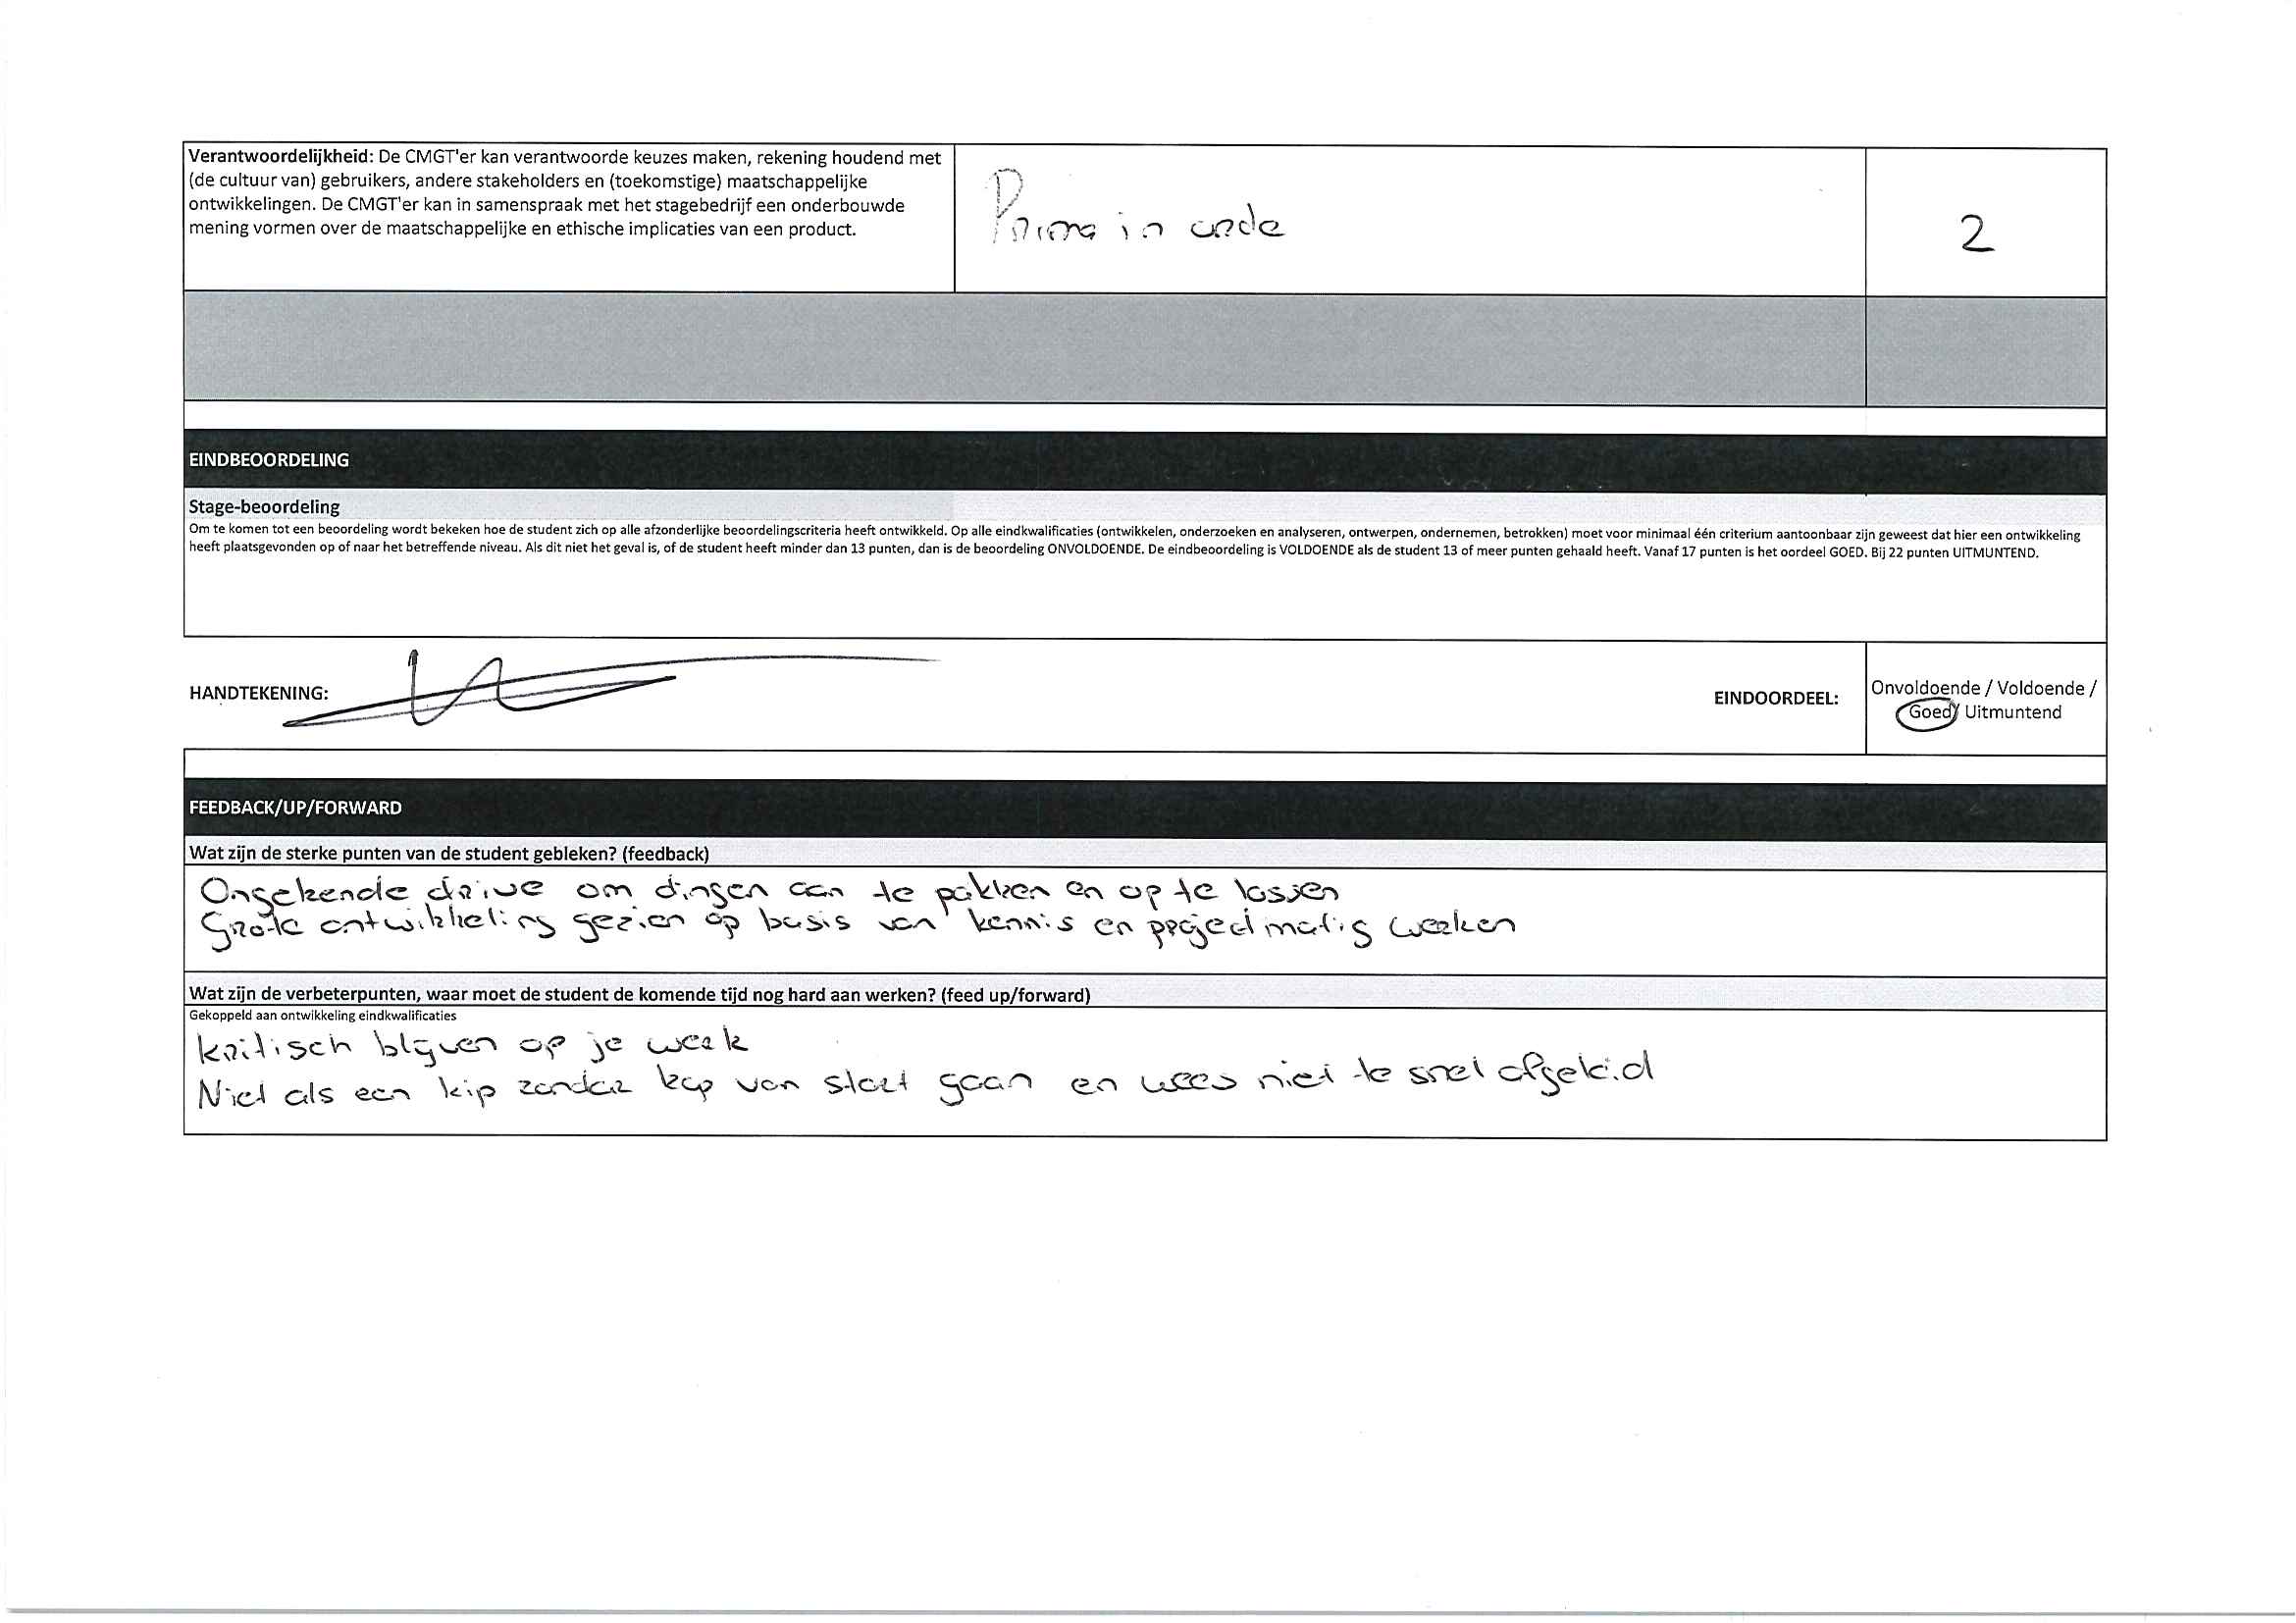 Verantwoordelijkheid: De CMGT'er kan verantwoorde keuzes maken, rekening houdend met
(de cultuur van) gebruikers, andere stakeholders en (toekomstige) maatschappelijke
ontwikkelingen. De CMGT'er kan in samenspraak met het stagebedrijf een onderbouwde
mening vormen over de maatschappelijke en ethische implicaties van een product.
Prima in orde
2
EINDBEOORDELING
Stage-beoordeling
Om te komen tot een beoordeling wordt bekeken hoe de student zich op alle afzonderlijke beoordelingscriteria heeft ontwikkeld. Op alle eindkwalificaties (ontwikkelen, onderzoeken en analyseren, ontwerpen, ondernemen, betrokken) moet voor minimaal één criterium aantoonbaar zijn geweest dat hier een ontwikkeling
heeft plaatsgevonden op of naar het betreffende niveau. Als dit niet het geval is, of de student heeft minder dan 13 punten, dan is de beoordeling ONVOLDOENDE. De eindbeoordeling is VOLDOENDE als de student 13 of meer punten gehaald heeft. Vanaf 17 punten is het oordeel GOED. Bij 22 punten UITMUNTEND.
HANDTEKENING:
EINDOORDEEL:
Onvoldoende / Voldoende /
Goed/ Uitmuntend
FEEDBACK/UP/FORWARD
Wat zijn de sterke punten van de student gebleken? (feedback)
Ongekende drive om dingen aan te pakken en op te lossen
Grote ontwikkeling gezien op basis van kennis en projectmatig werken
Wat zijn de verbeterpunten, waar moet de student de komende tijd nog hard aan werken? (feed up/forward)
Gekoppeld aan ontwikkeling eindkwalificaties
kritisch blijven op je werk
Niet als een kip zonder kop van start gaan en wees niet te snel afgeleid